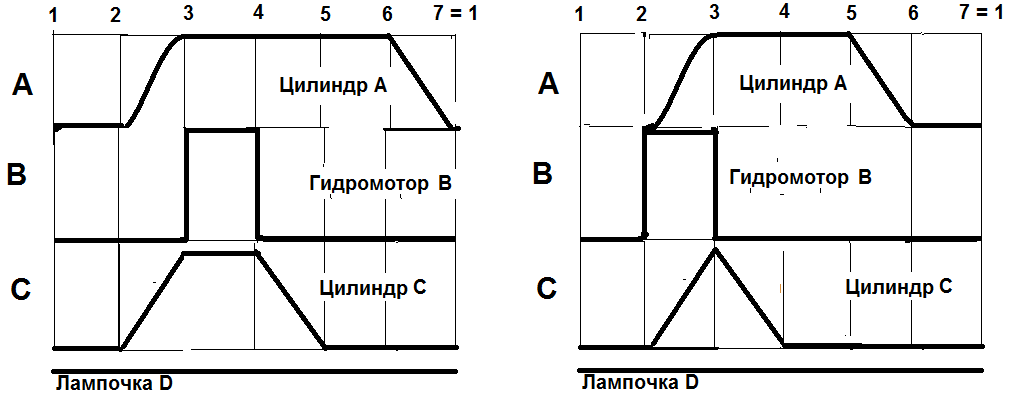 1 2 3 4 5 6 7 = 1
A Цилиндр A
B Гидромотор B
C Цилиндр C
Лампочка D
1 2 3 4 5 6 7 = 1
A Цилиндр A
B Гидромотор B
C Цилиндр C
Лампочка D